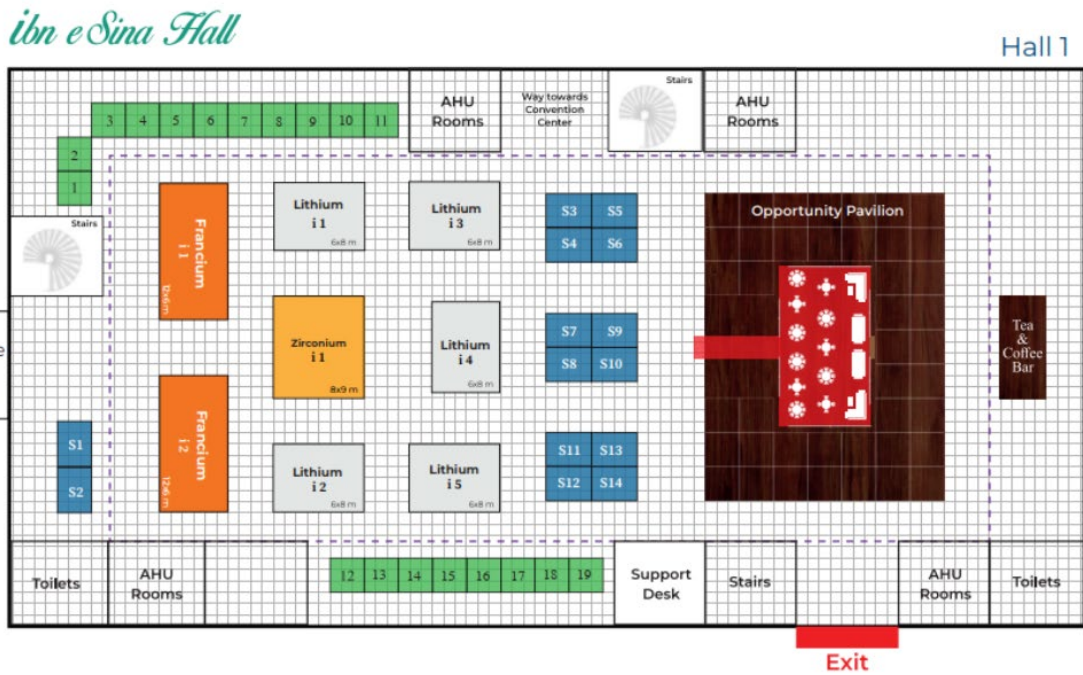 ibn e Sina Hall
Hall 1
Stairs
AHU
Rooms
Way towards
Convention
Center
AHU
Rooms
3 4 5 6 7 8 9 10 11
2
1
Stairs
Francium
i 1
12x6 m
Lithium
i 1
6x8 m
Lithium
i 3
6x8 m
S3 S5
S4 S6
Opportunity Pavilion
Zirconium
i 1
8x9 m
Lithium
i 4
6x8 m
S7 S9
S8 S10
Tea
&
Coffee
Bar
e
Francium
i 2
12x6 m
S1
S2
Lithium
i 2
6x8 m
Lithium
i 5
6x8 m
S11 S13
S12 S14
Toilets
AHU
Rooms
12 13 14 15 16 17 18 19
Support
Desk
Stairs
AHU
Rooms
Toilets
Exit